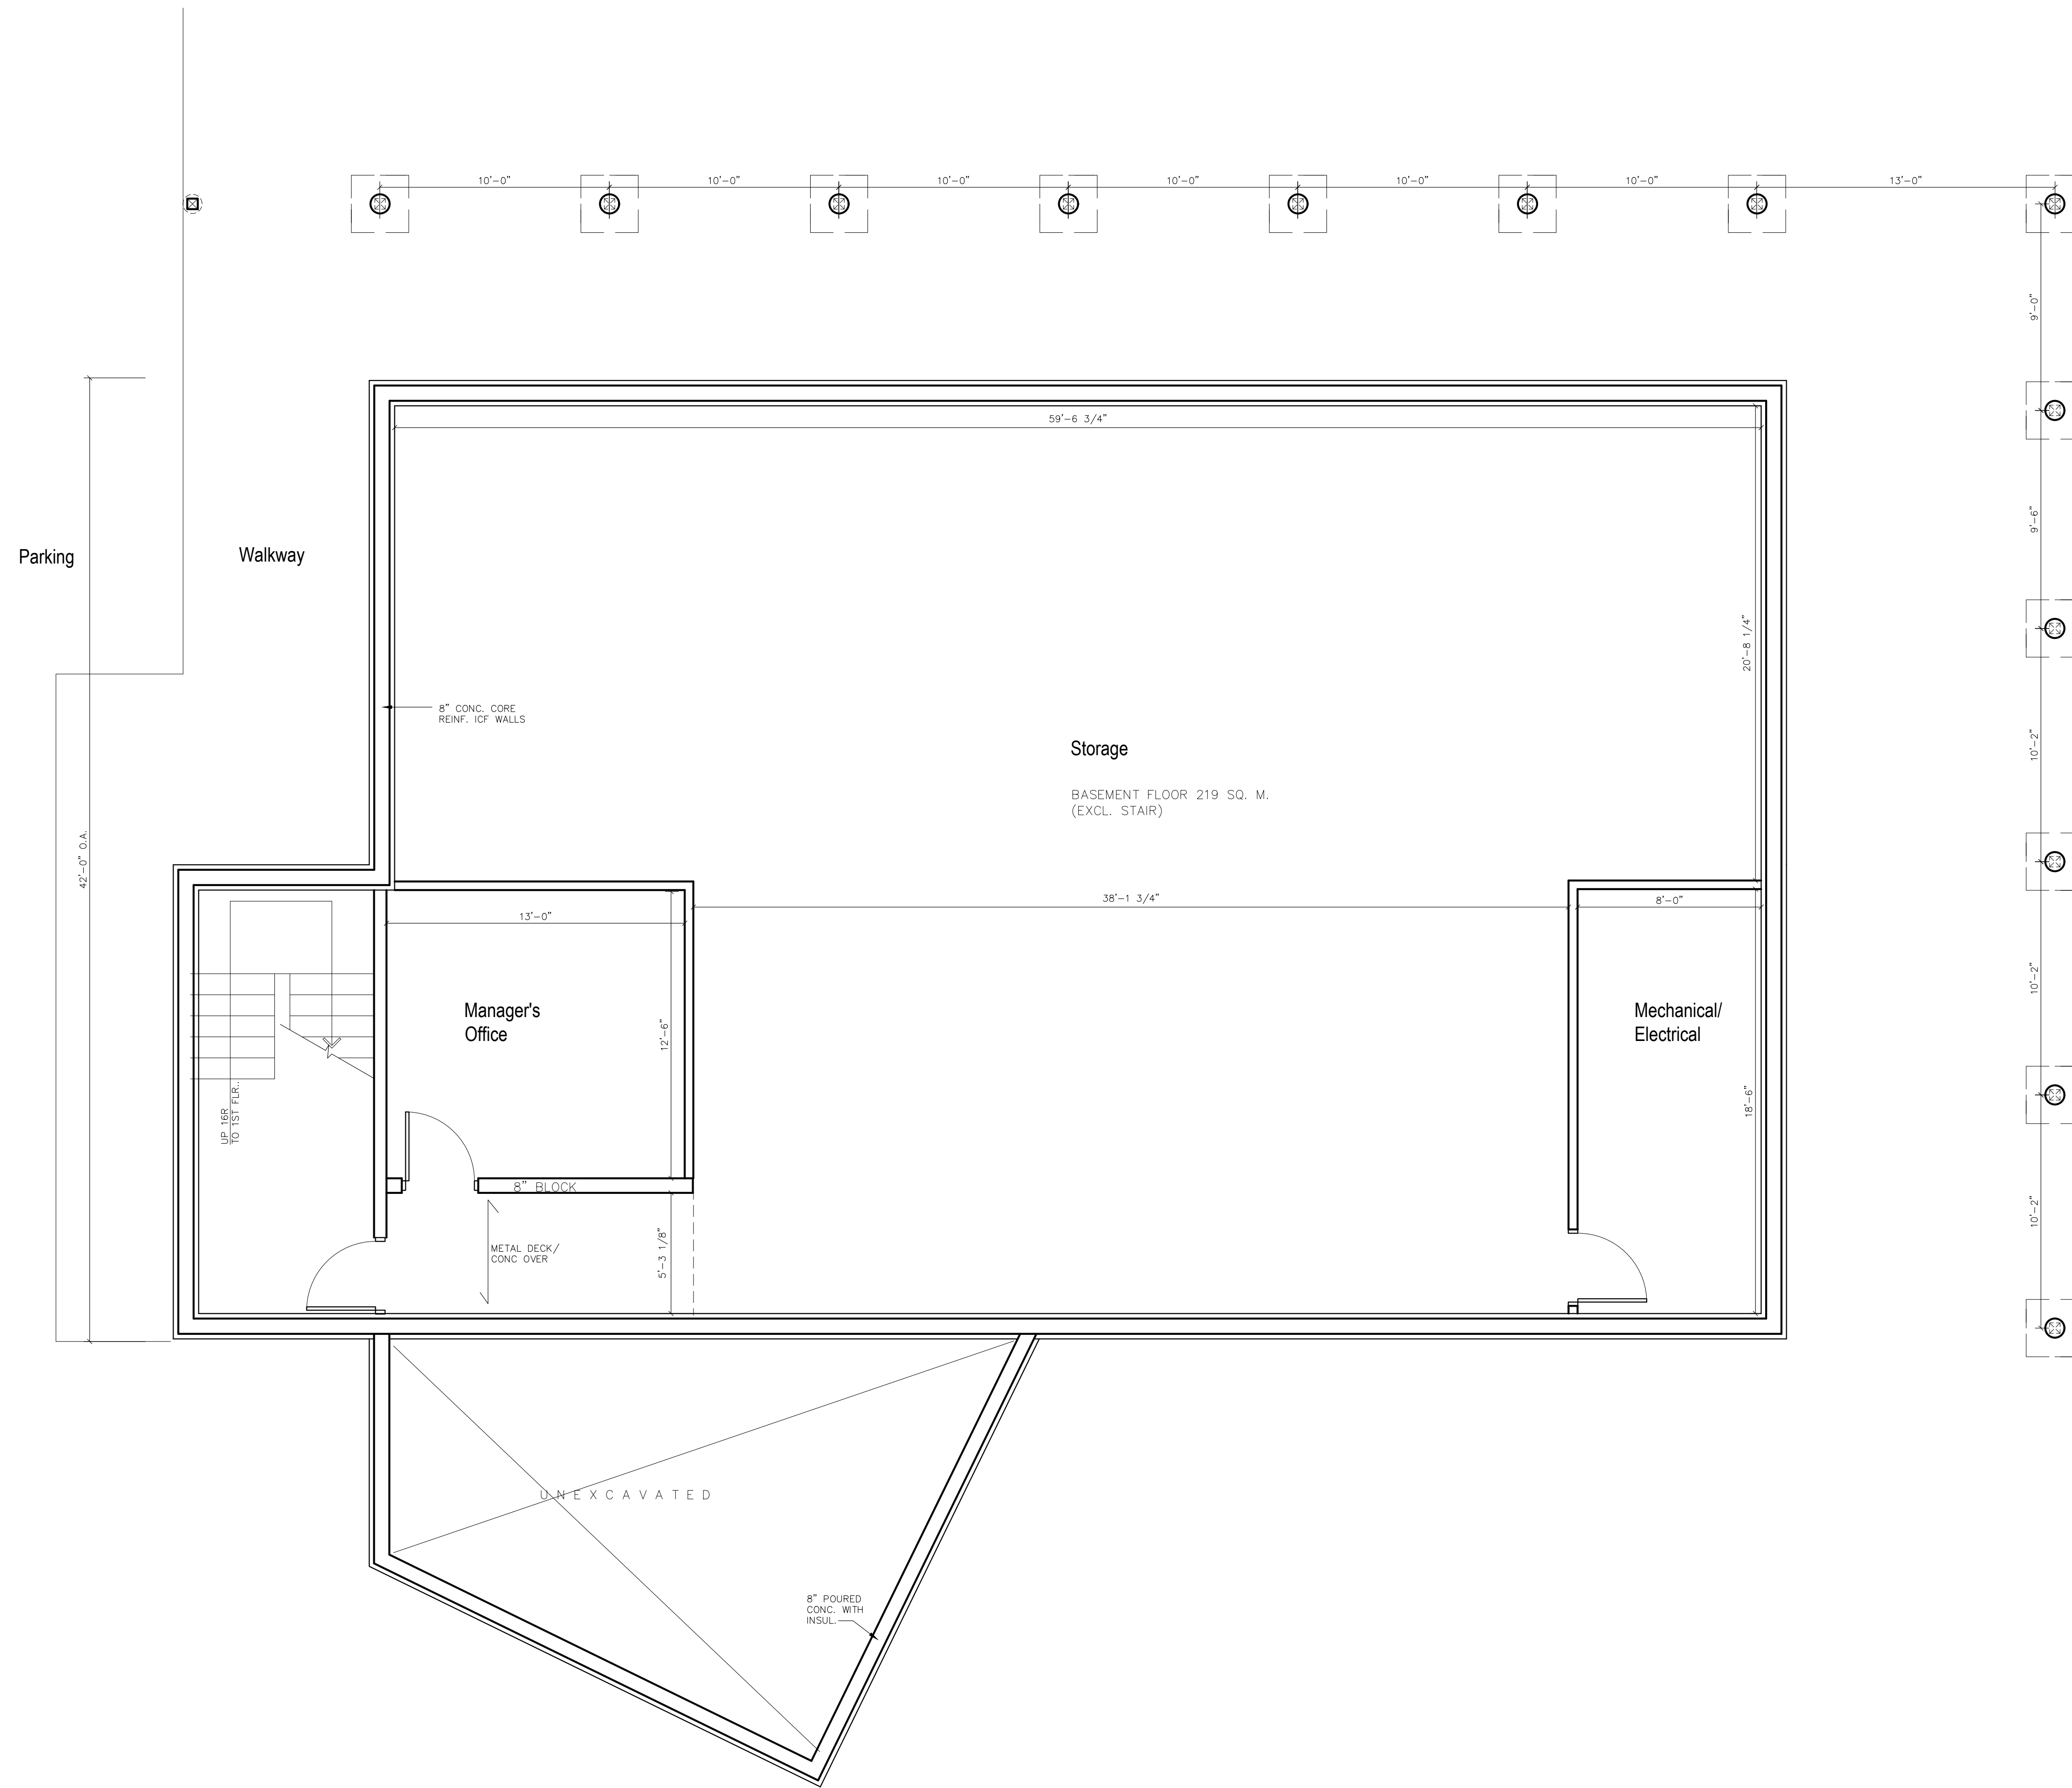 10'-0"
10'-0"
10'-0"
10'-0"
10'-0"
10'-0"
13'-0"
9'-0"
59'-6 3/4"
9'-6"
Parking
Walkway
20'-8 1/4"
8" CONC. CORE
REINF. ICF WALLS
Storage
10'-2"
BASEMENT FLOOR 219 SQ. M.
(EXCL. STAIR)
42'-0" O.A.
38'-1 3/4"
8'-0"
13'-0"
10'-2"
Manager's
Office
12'-6"
Mechanical/
Electrical
UP 16R
TO 1ST FLR..
18'-6"
8" BLOCK
10'-2"
METAL DECK/
CONC OVER
5'-3 1/8"
UNEXCAVATED
8" POURED
CONC. WITH
INSUL.